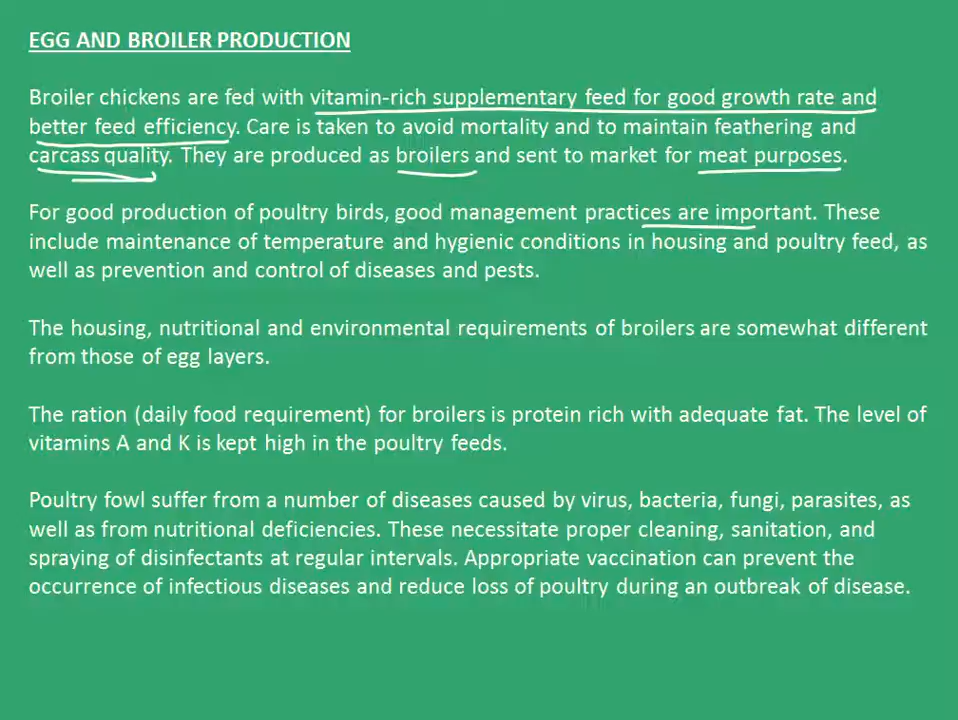 EGG AND BROILER PRODUCTION
Broiler chickens are fed with vitamin-rich supplementary feed for good growth rate and
better feed efficiency. Care is taken to avoid mortality and to maintain feathering and
carcass quality. They are produced as broilers and sent to market for meat purposes.
For good production of poultry birds, good management practices are important. These
include maintenance of temperature and hygienic conditions in housing and poultry feed, as
well as prevention and control of diseases and pests.
The housing, nutritional and environmental requirements of broilers are somewhat different
from those of egg layers.
The ration (daily food requirement) for broilers is protein rich with adequate fat. The level of
vitamins A and K is kept high in the poultry feeds.
Poultry fowl suffer from a number of diseases caused by virus, bacteria, fungi, parasites, as
well as from nutritional deficiencies. These necessitate proper cleaning, sanitation, and
spraying of disinfectants at regular intervals. Appropriate vaccination can prevent the
occurrence of infectious diseases and reduce loss of poultry during an outbreak of disease.